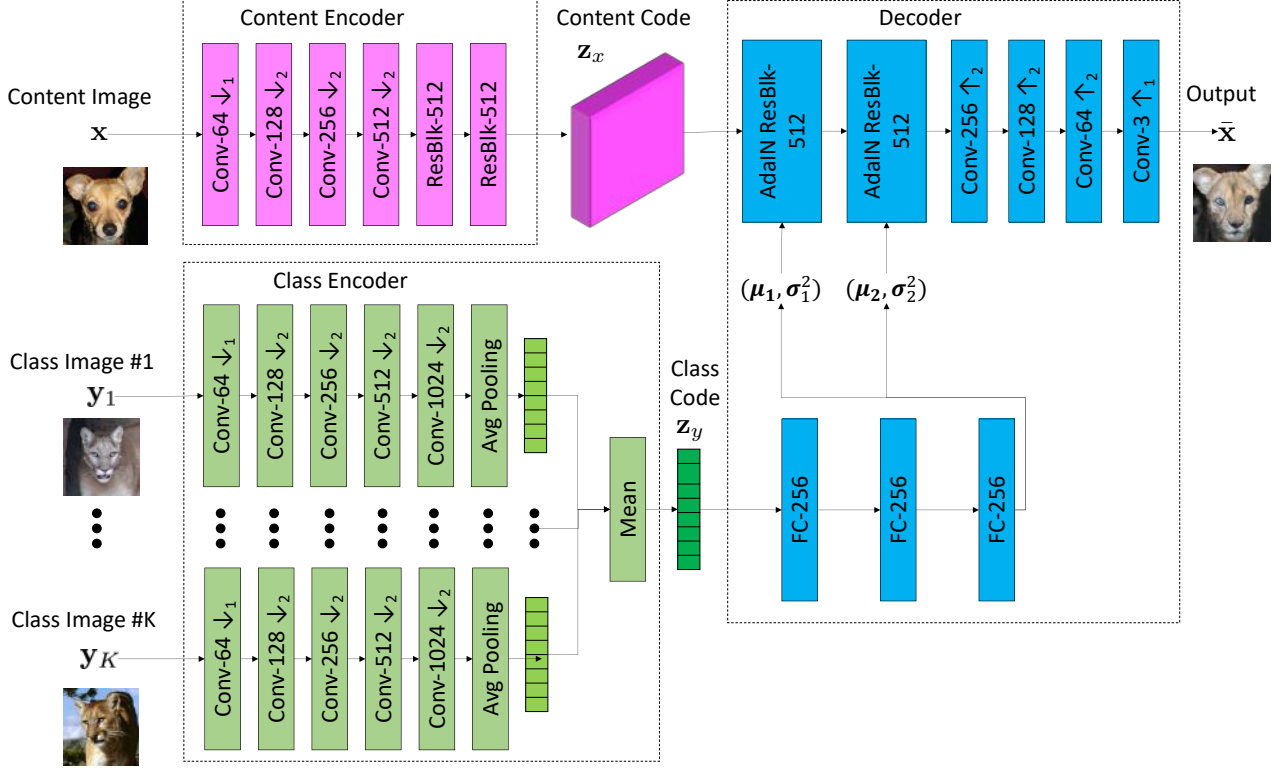 Content Encoder
Content Code
Decoder
z_x
Content Image
x
Conv-64 ↓1
Conv-128 ↓2
Conv-256 ↓2
Conv-512 ↓2
ResBlk-512
ResBlk-512
AdaIN ResBlk-
512
AdaIN ResBlk-
512
Conv-256 ↑2
Conv-128 ↑2
Conv-64 ↑2
Conv-3 ↑1
Output
x̄
(μ1, σ1²)
(μ2, σ2²)
Class Encoder
Class Image #1
y1
Conv-64 ↓1
Conv-128 ↓2
Conv-256 ↓2
Conv-512 ↓2
Conv-1024 ↓2
Avg Pooling
Mean
Class
Code
z_y
FC-256
FC-256
FC-256
Class Image #K
y_K
Conv-64 ↓1
Conv-128 ↓2
Conv-256 ↓2
Conv-512 ↓2
Conv-1024 ↓2
Avg Pooling